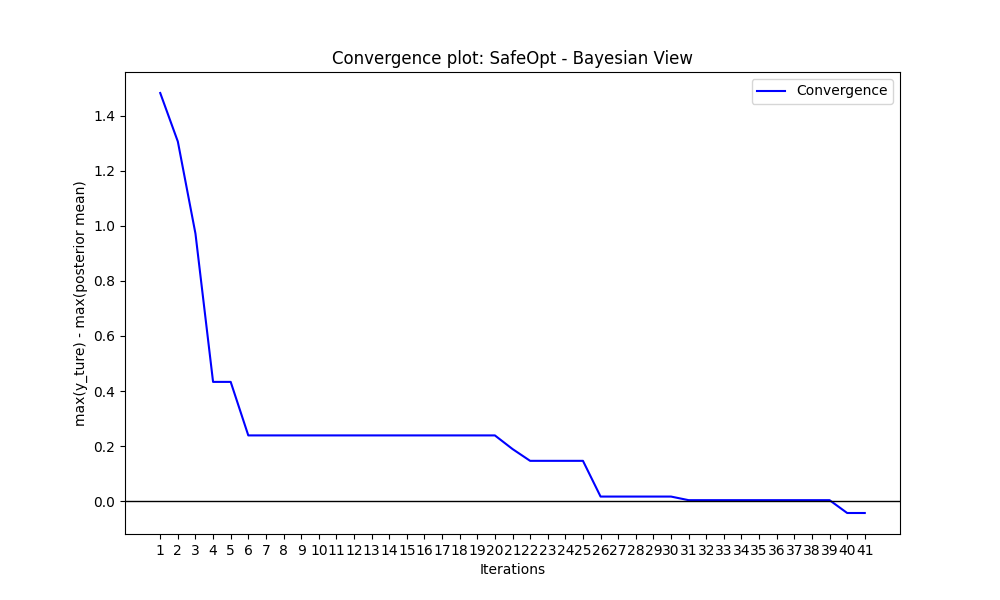 Convergence plot: SafeOpt - Bayesian View
Convergence
max(y_ture) - max(posterior mean)
1.4
1.2
1.0
0.8
0.6
0.4
0.2
0.0
1 2 3 4 5 6 7 8 9 10 11 12 13 14 15 16 17 18 19 20 21 22 23 24 25 26 27 28 29 30 31 32 33 34 35 36 37 38 39 40 41
Iterations